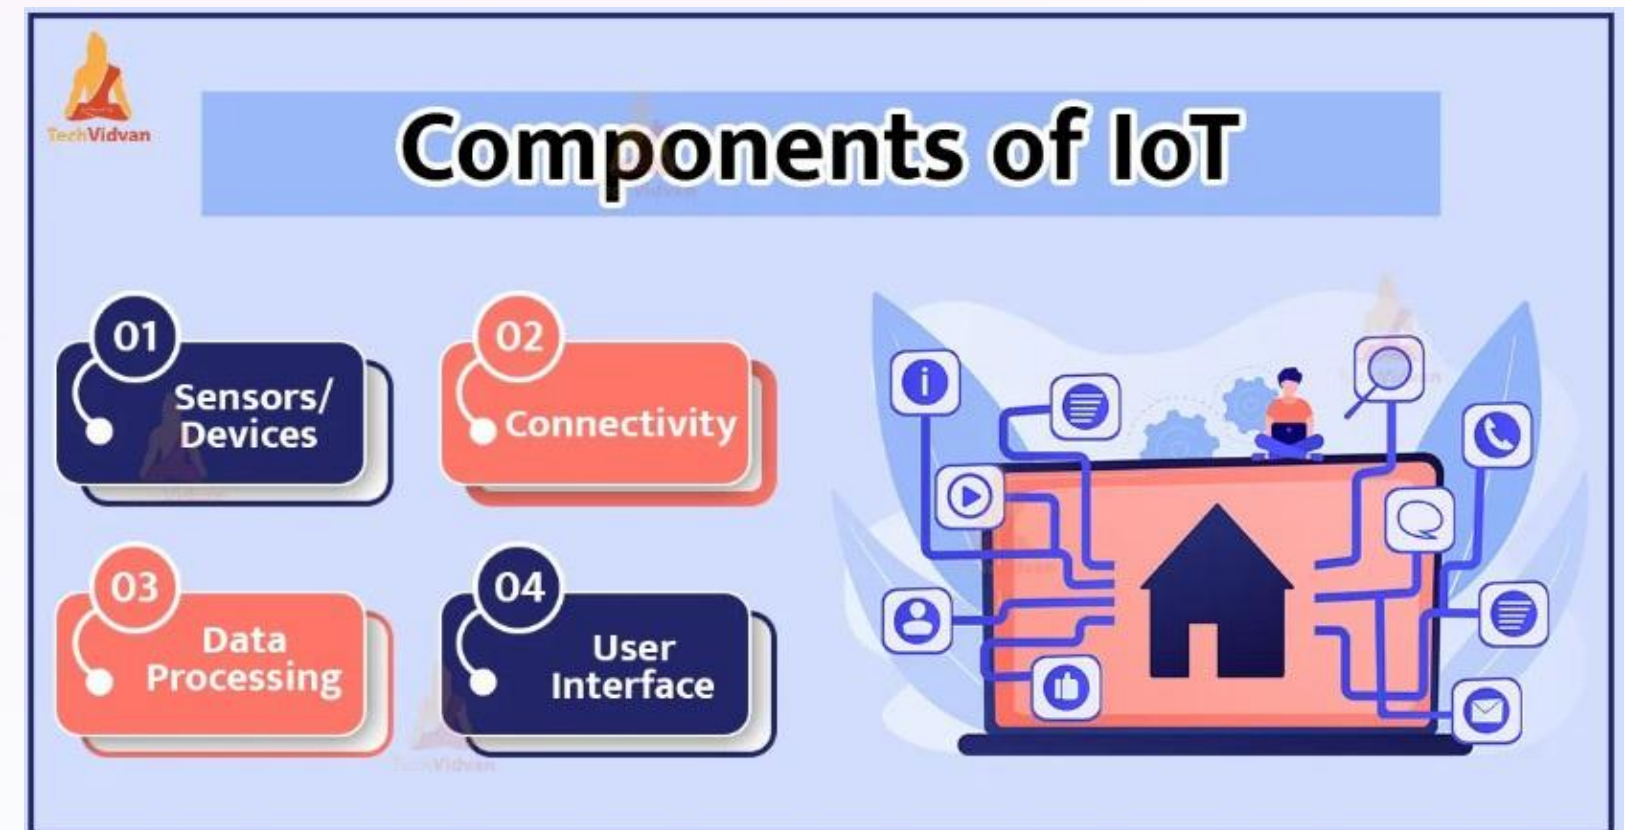 TechVidvan
Components of IoT
01
Sensors/
Devices
02
Connectivity
03
Data
Processing
04
User
Interface